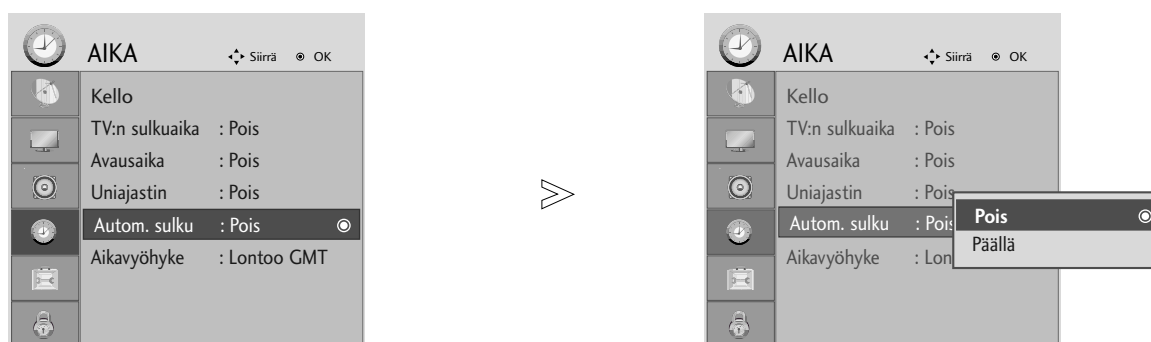 AIKA Siirrä OK
Kello
TV:n sulkuaika : Pois
Avausaika : Pois
Uniajastin : Pois
Autom. sulku : Pois
Aikavyöhyke : Lontoo GMT
AIKA Siirrä OK
Kello
TV:n sulkuaika : Pois
Avausaika : Pois
Uniajastin : Pois
Autom. sulku : Pois
Aikavyöhyke : Lon
Pois
Päällä